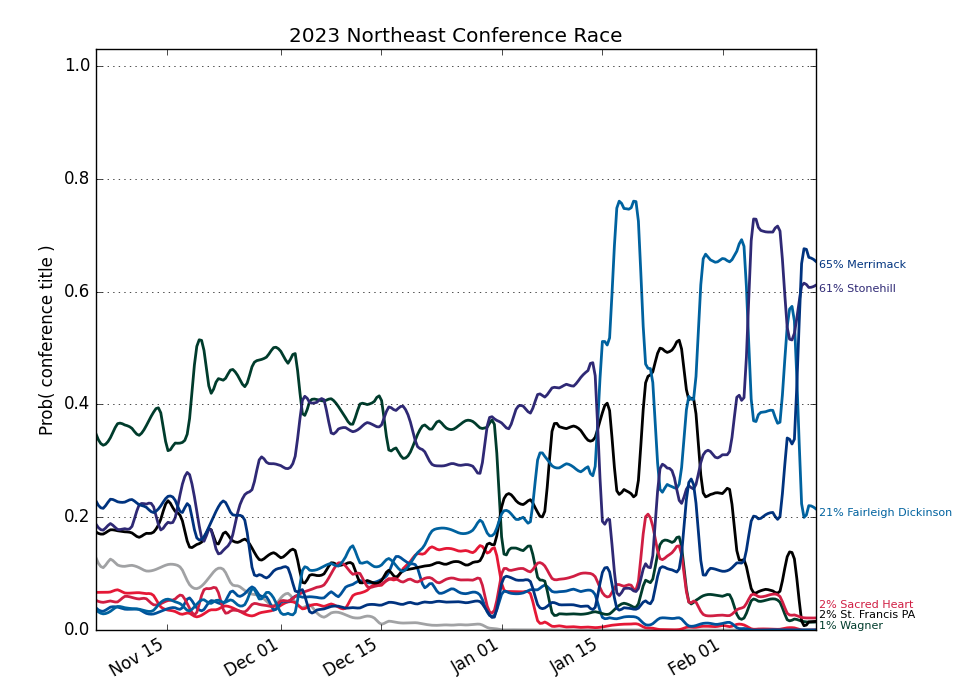 2023 Northeast Conference Race
Prob( conference title )
1.0
0.8
0.6
0.4
0.2
0.0
Nov 15
Dec 01
Dec 15
Jan 01
Jan 15
Feb 01
65% Merrimack
61% Stonehill
21% Fairleigh Dickinson
2% Sacred Heart
2% St. Francis PA
1% Wagner